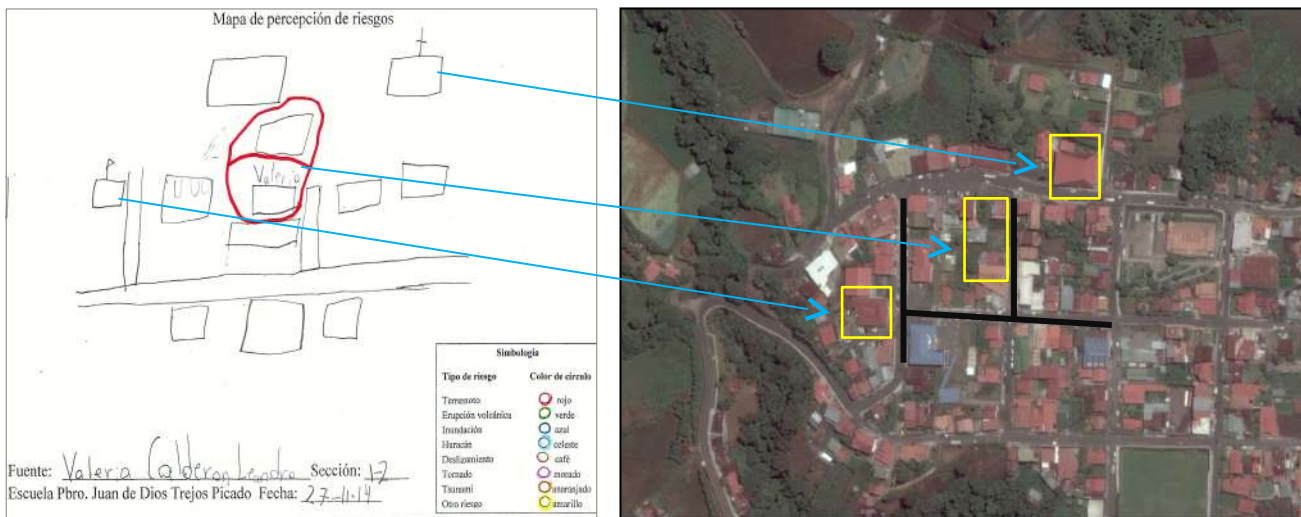 Mapa de percepción de riesgos
Valeria
Simbología
Tipo de riesgo Color de círculo
Terremoto rojo
Erupción volcánica verde
Inundación azul
Huracán celeste
Deslizamiento café
Tornado morado
Tsunami anaranjado
Otro riesgo amarillo
Fuente: Valeria Calderon Leandro Sección: 1-2
Escuela Pbro. Juan de Dios Trejos Picado Fecha: 27-11-14